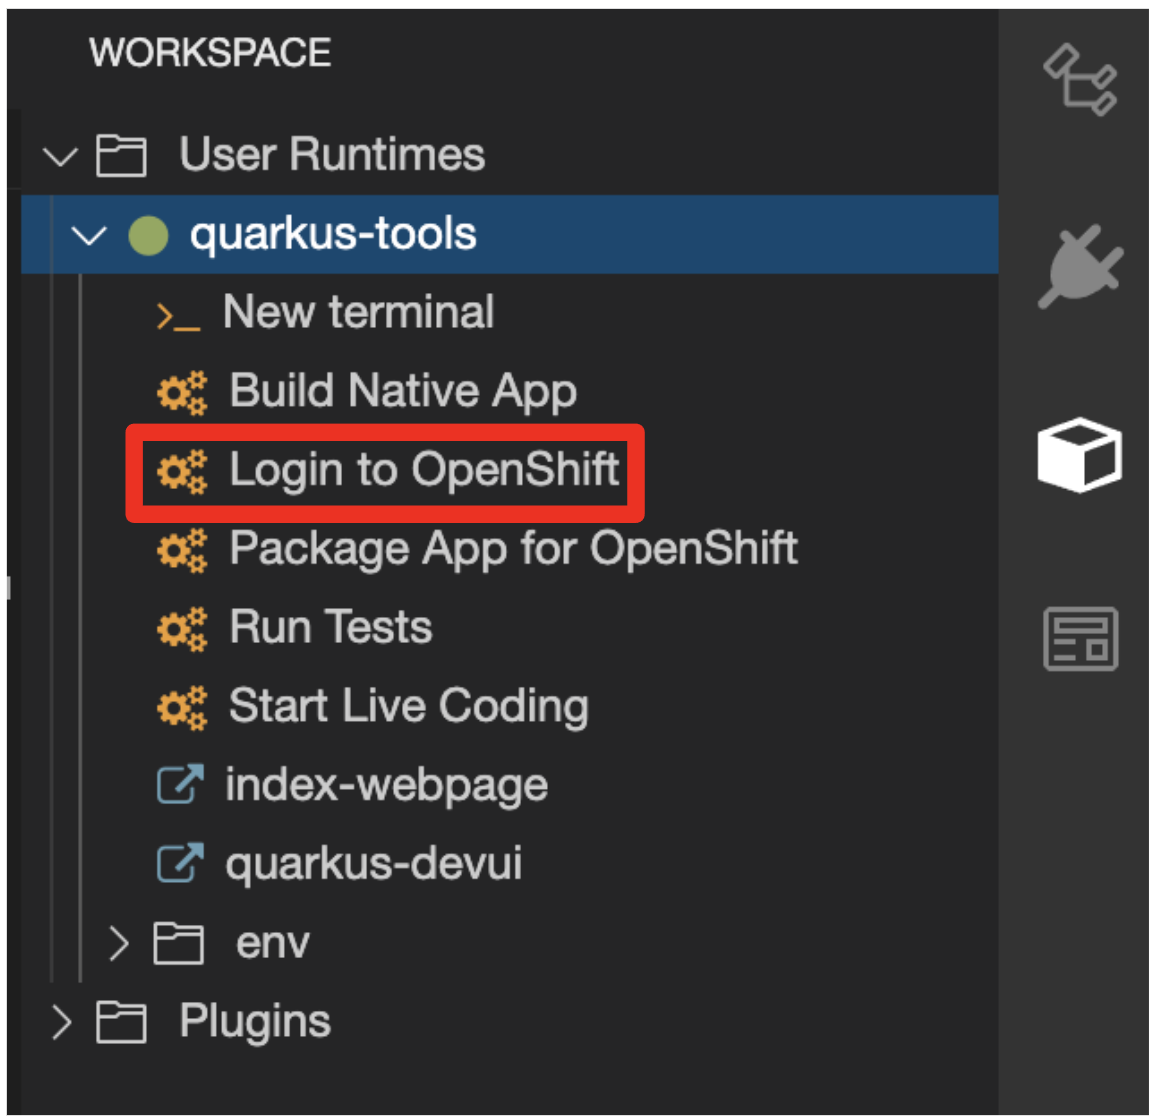 WORKSPACE
User Runtimes
quarkus-tools
New terminal
Build Native App
Login to OpenShift
Package App for OpenShift
Run Tests
Start Live Coding
index-webpage
quarkus-devui
env
Plugins